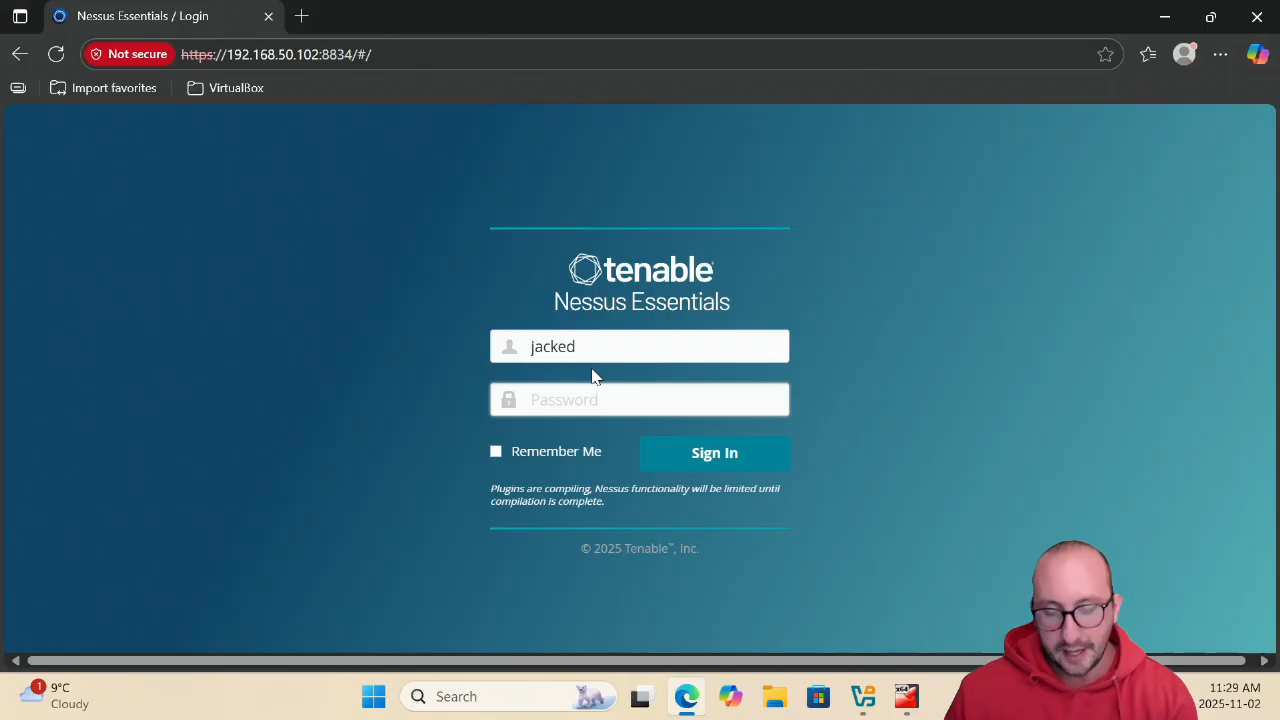 Nessus Essentials / Login
Not secure https://192.168.50.102:8834/#/
Import favorites VirtualBox
tenable
Nessus Essentials
jacked
Password
Remember Me Sign In
Plugins are compiling, Nessus functionality will be limited until
compilation is complete.
© 2025 Tenable™, Inc.
1 9°C
Cloudy
Search
X64
11:29 AM
2025-11-02